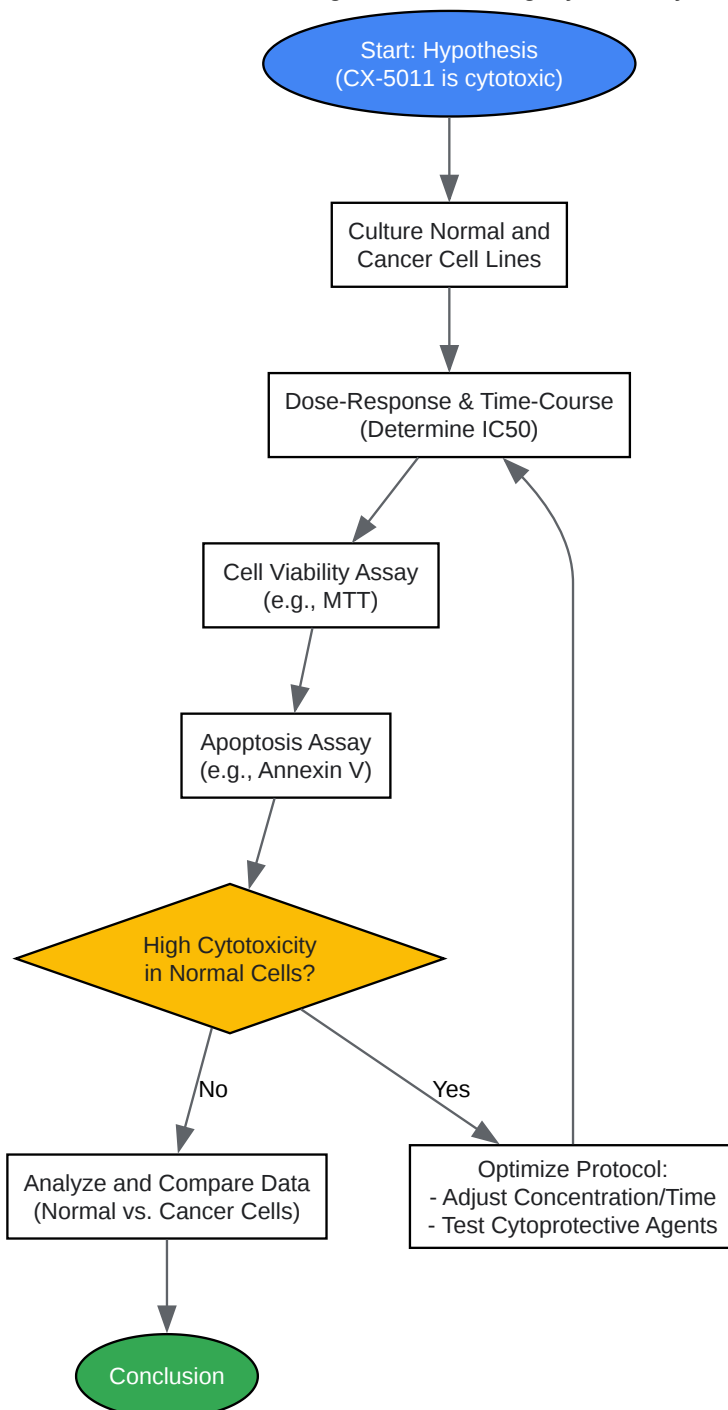 Start: Hypothesis
(CX-5011 is cytotoxic)
Culture Normal and
Cancer Cell Lines
Dose-Response & Time-Course
(Determine IC50)
Cell Viability Assay
(e.g., MTT)
Apoptosis Assay
(e.g., Annexin V)
High Cytotoxicity
in Normal Cells?
No
Yes
Analyze and Compare Data
(Normal vs. Cancer Cells)
Optimize Protocol:
- Adjust Concentration/Time
- Test Cytoprotective Agents
Conclusion